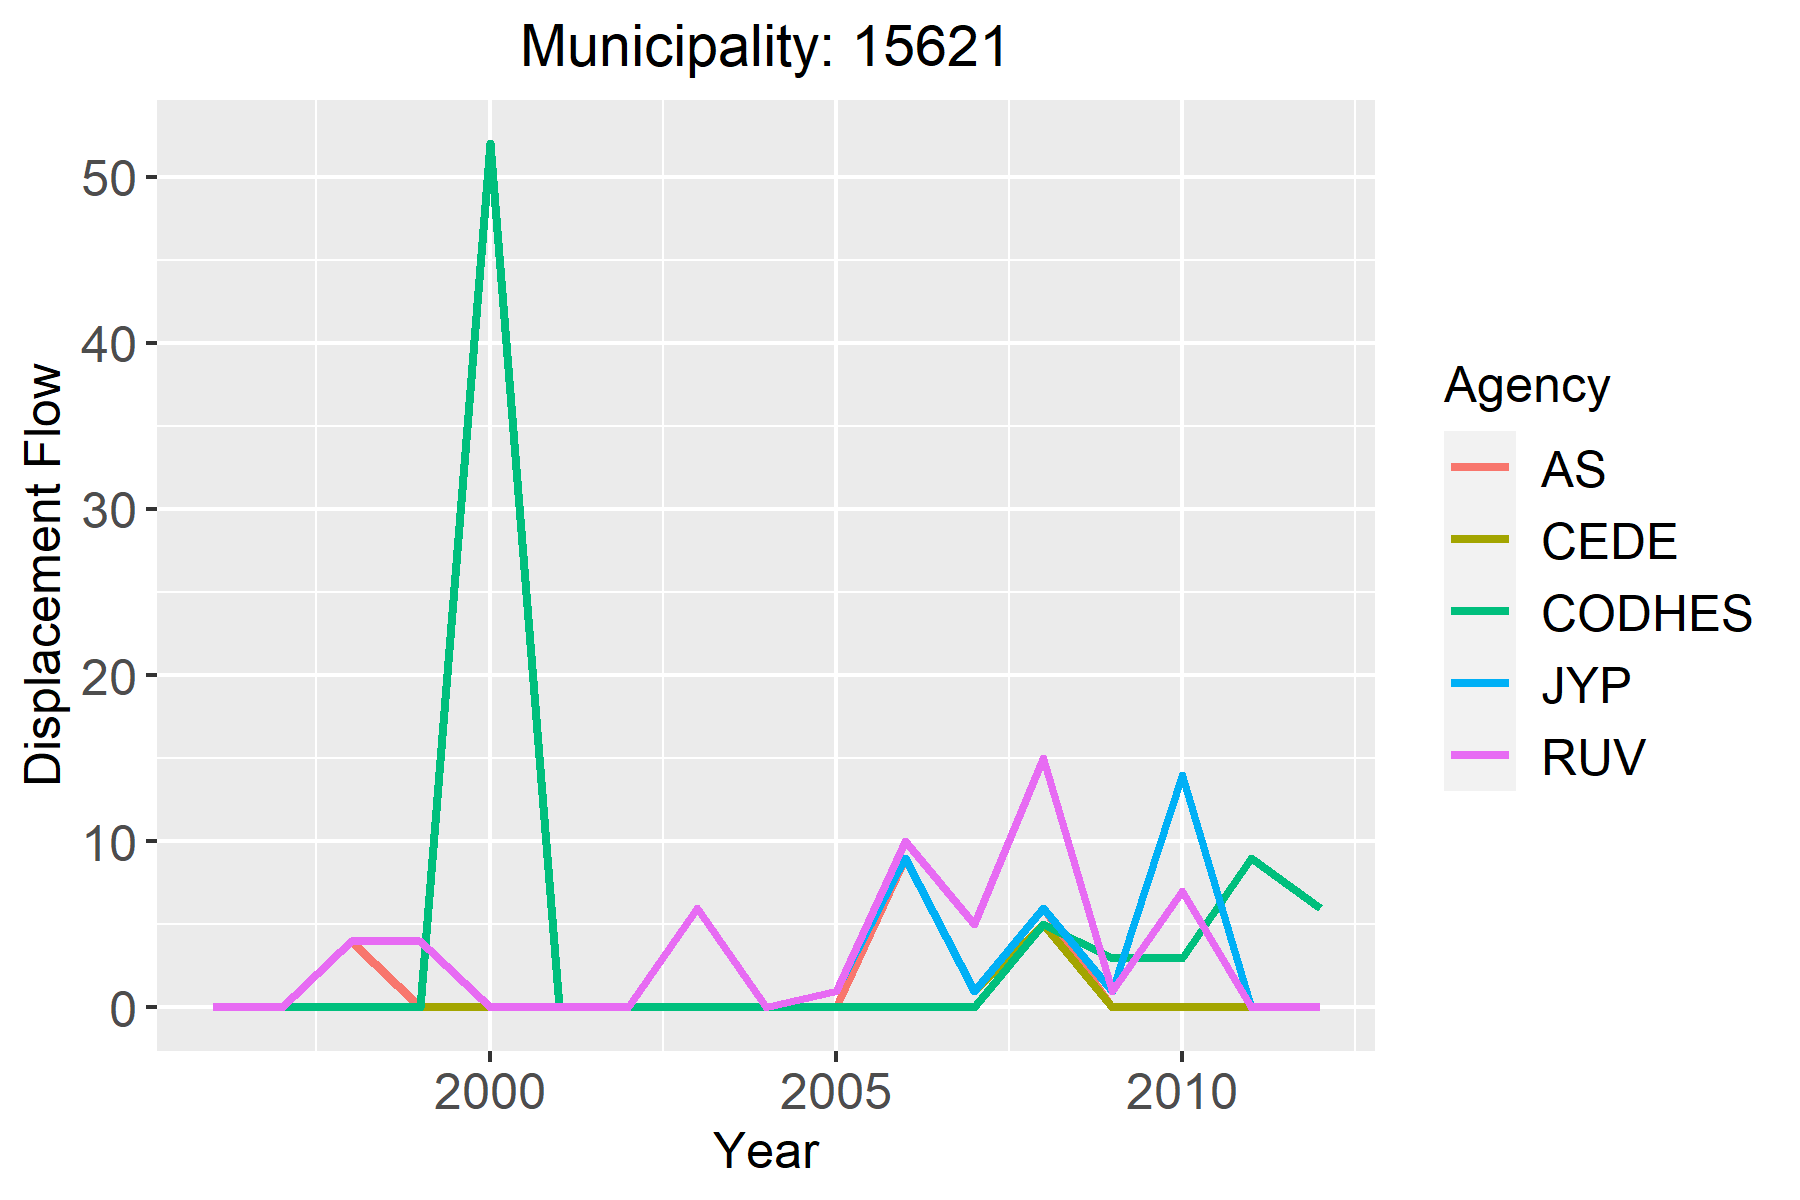 Municipality: 15621
50
40
30
20
10
0
Displacement Flow
2000
2005
2010
Year
Agency
AS
CEDE
CODHES
JYP
RUV